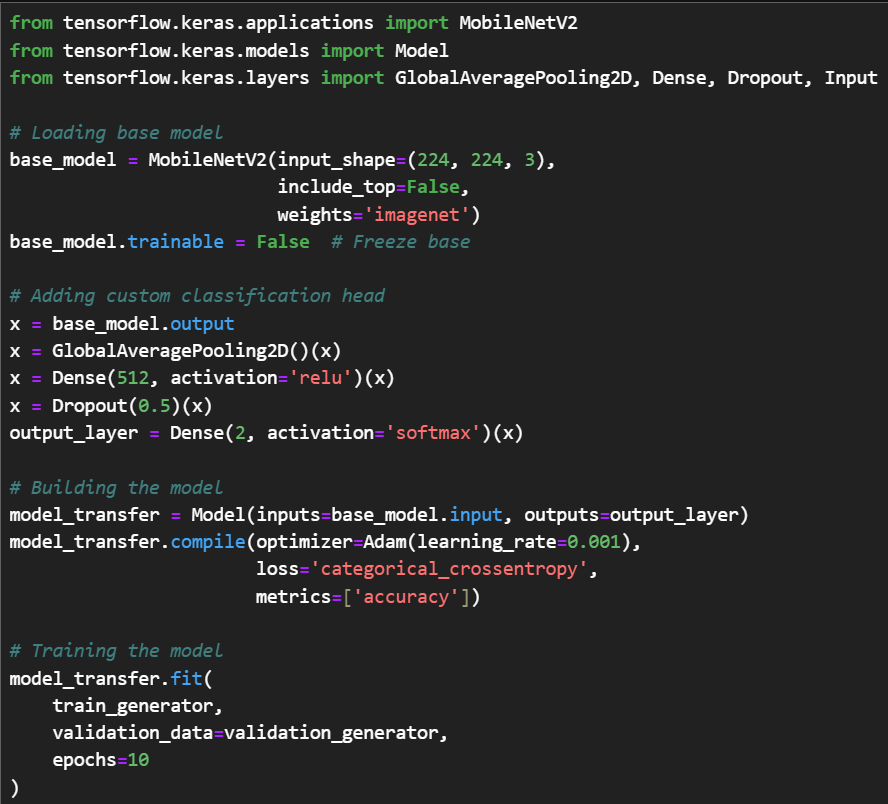 from tensorflow.keras.applications import MobileNetV2
from tensorflow.keras.models import Model
from tensorflow.keras.layers import GlobalAveragePooling2D, Dense, Dropout, Input

# Loading base model
base_model = MobileNetV2(input_shape=(224, 224, 3),
                         include_top=False,
                         weights='imagenet')
base_model.trainable = False  # Freeze base

# Adding custom classification head
x = base_model.output
x = GlobalAveragePooling2D()(x)
x = Dense(512, activation='relu')(x)
x = Dropout(0.5)(x)
output_layer = Dense(2, activation='softmax')(x)

# Building the model
model_transfer = Model(inputs=base_model.input, outputs=output_layer)
model_transfer.compile(optimizer=Adam(learning_rate=0.001),
                       loss='categorical_crossentropy',
                       metrics=['accuracy'])

# Training the model
model_transfer.fit(
    train_generator,
    validation_data=validation_generator,
    epochs=10
)